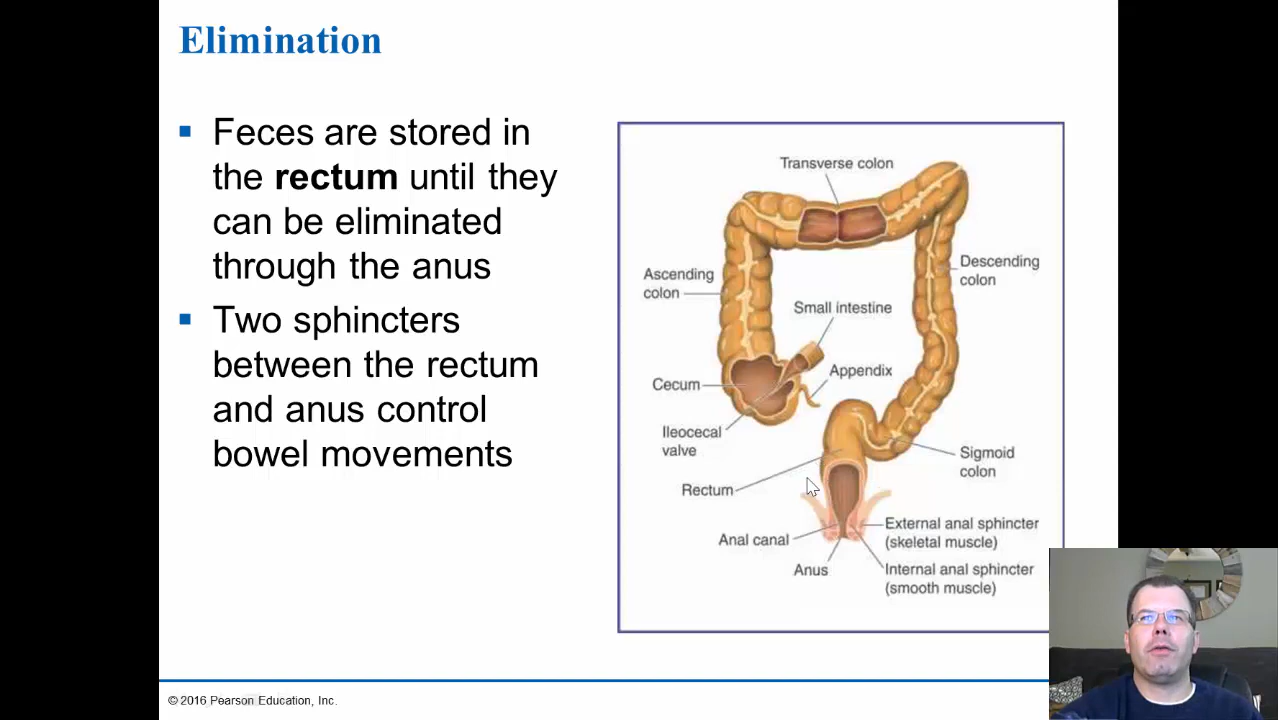 Elimination
▪ Feces are stored in
the rectum until they
can be eliminated
through the anus
▪ Two sphincters
between the rectum
and anus control
bowel movements
Transverse colon
Ascending
colon
Descending
colon
Small intestine
Appendix
Cecum
Ileocecal
valve
Sigmoid
colon
Rectum
External anal sphincter
(skeletal muscle)
Anal canal
Anus
Internal anal sphincter
(smooth muscle)
© 2016 Pearson Education, Inc.